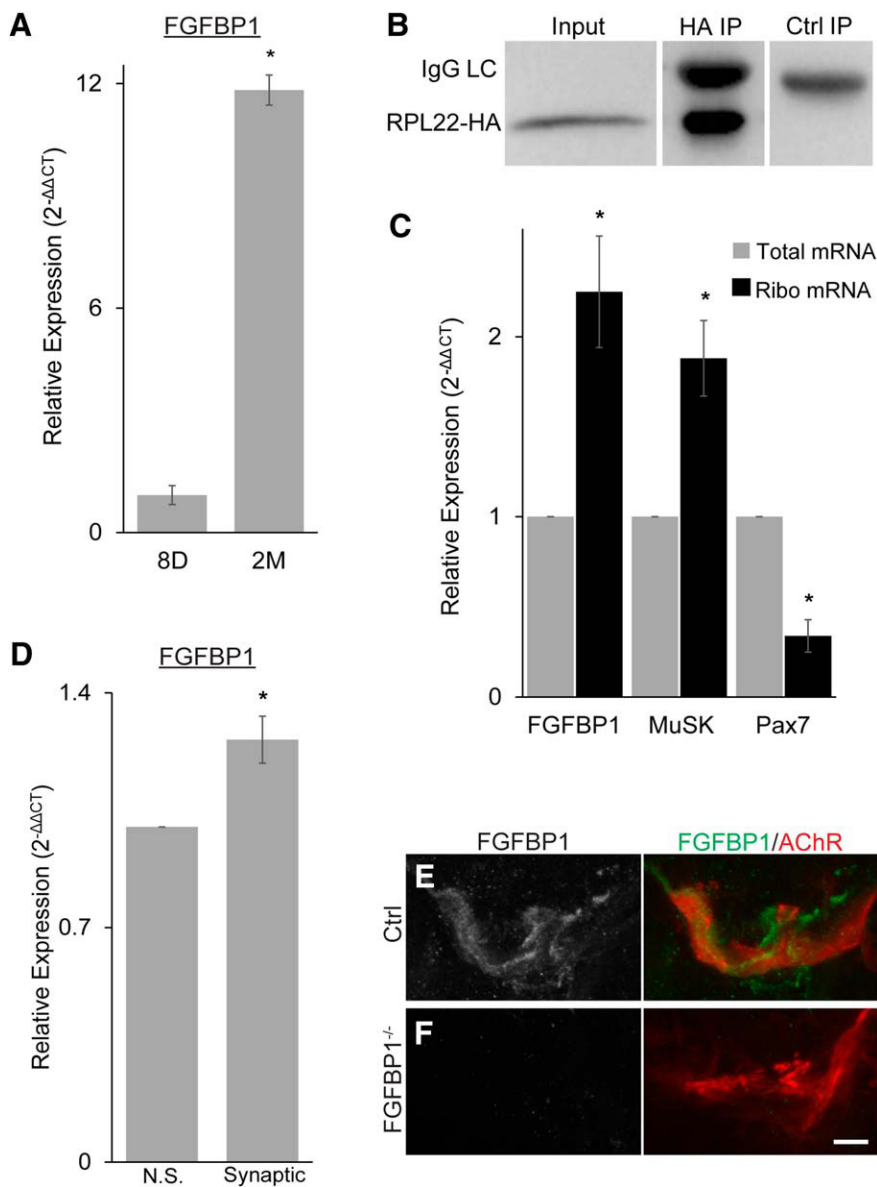 A
FGFBP1
Relative Expression (2-ΔΔCT)
12
*
6
0
8D 2M
B
Input HA IP Ctrl IP
IgG LC
RPL22-HA
C
Relative Expression (2-ΔΔCT)
* * *
Total mRNA
Ribo mRNA
2
1
0
FGFBP1 MuSK Pax7
D
FGFBP1
Relative Expression (2-ΔΔCT)
1.4
*
0.7
0
N.S. Synaptic
FGFBP1 FGFBP1/AChR
E
Ctrl
F
FGFBP1-/-